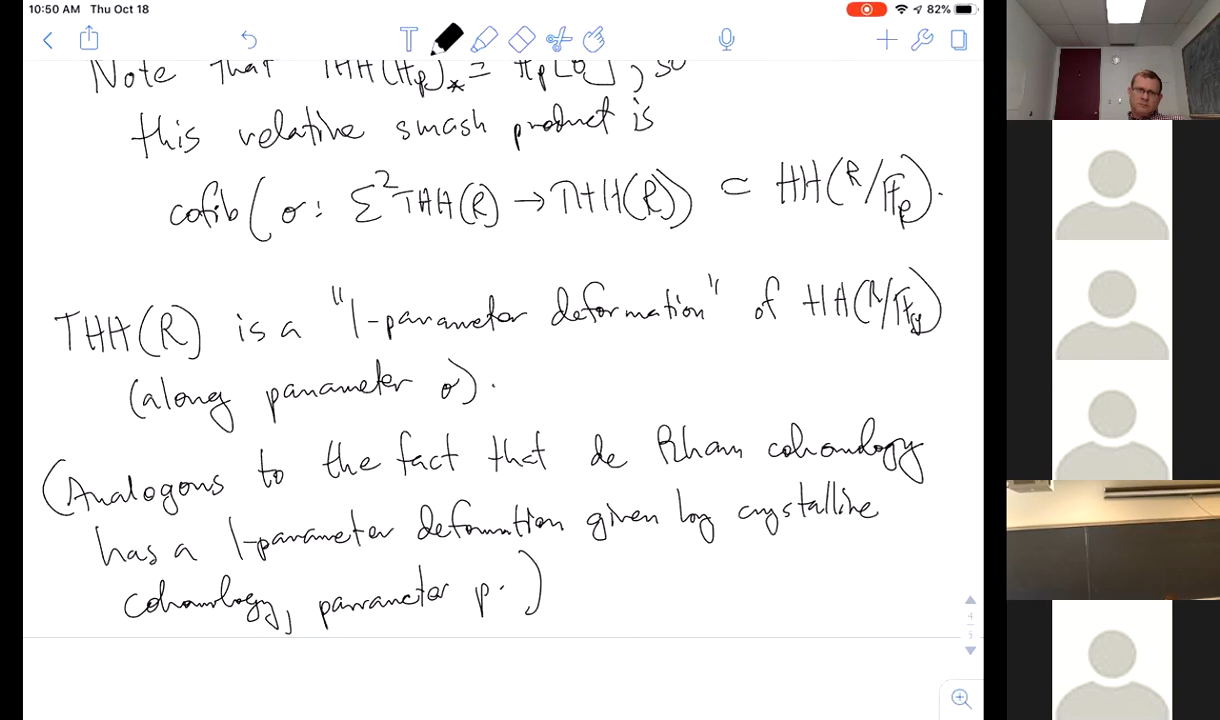 10:50 AM Thu Oct 18
82%
T
Note that THH(𝔽p)_* = 𝔽p[σ], so
this relative smash product is
cofib(σ: Σ²THH(R) → THH(R)) ⊂ HH(R/𝔽p).
THH(R) is a "1-parameter deformation" of HH(R/𝔽p)
(along parameter σ).
(Analogous to the fact that de Rham cohomology
has a 1-parameter deformation given by crystalline
cohomology, parameter p.)
4
5